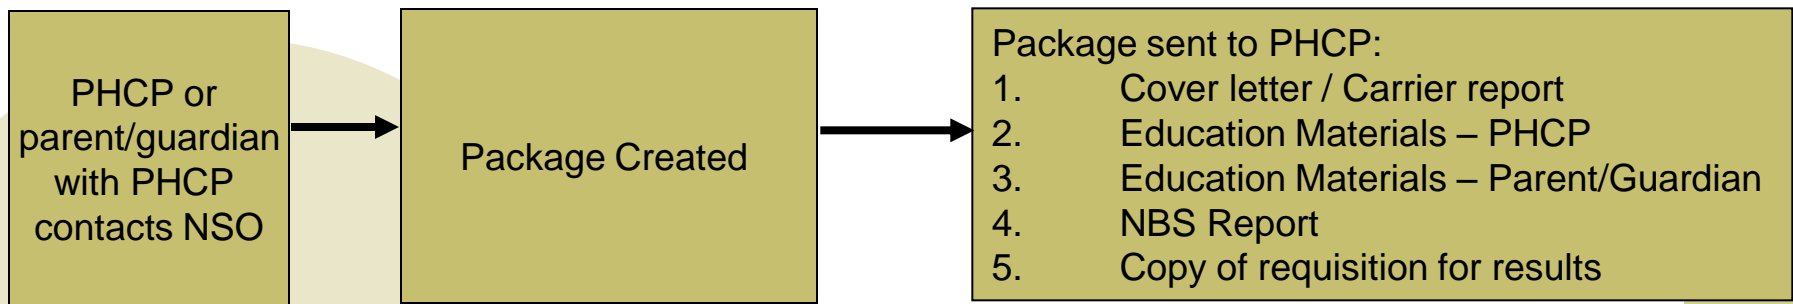 PHCP or
parent/guardian
with PHCP
contacts NSO
Package Created
Package sent to PHCP:
1. Cover letter / Carrier report
2. Education Materials – PHCP
3. Education Materials – Parent/Guardian
4. NBS Report
5. Copy of requisition for results